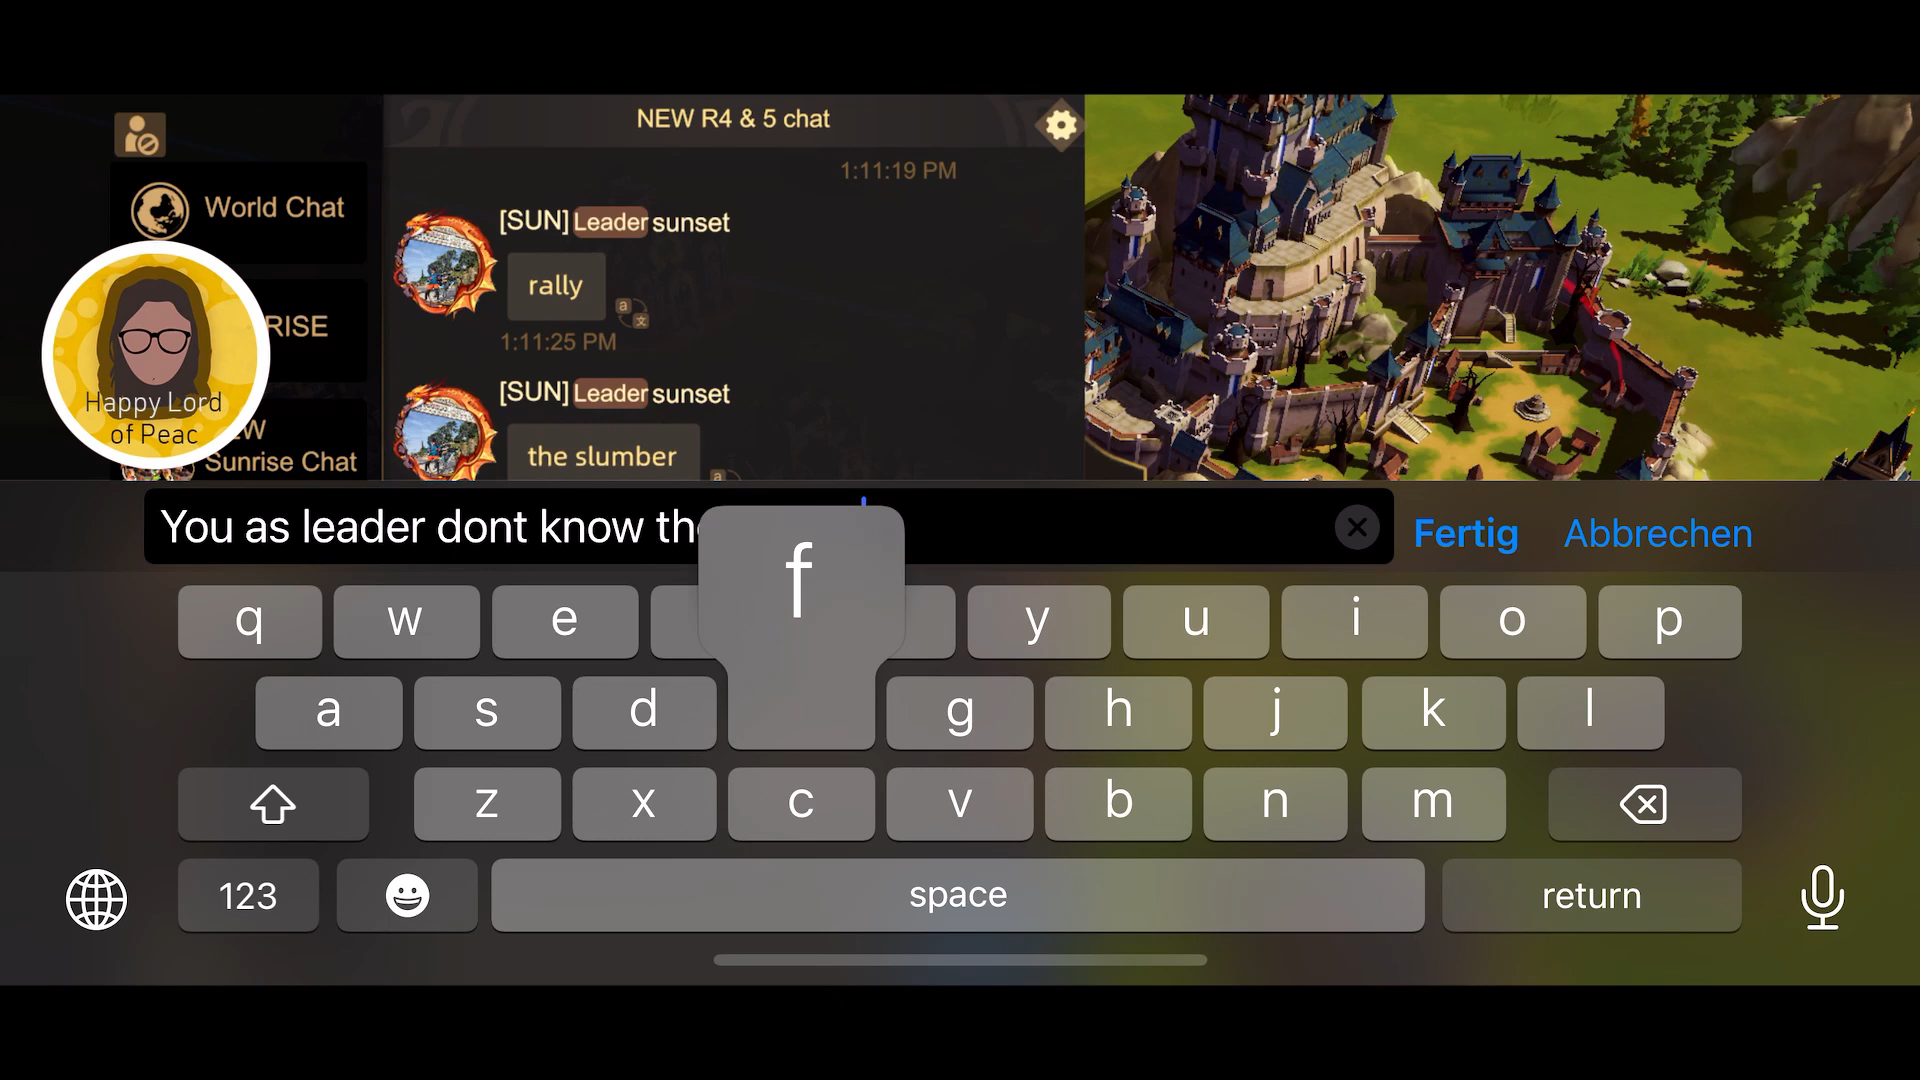 NEW R4 & 5 chat
1:11:19 PM
World Chat
[SUN] Leader sunset
rally
1:11:25 PM
RISE
[SUN] Leader sunset
the slumber
Happy Lord
of Peac
Sunrise Chat
You as leader dont know
Fertig
Abbrechen
f
q w e y u i o p
a s d g h j k l
z x c v b n m
123
space
return